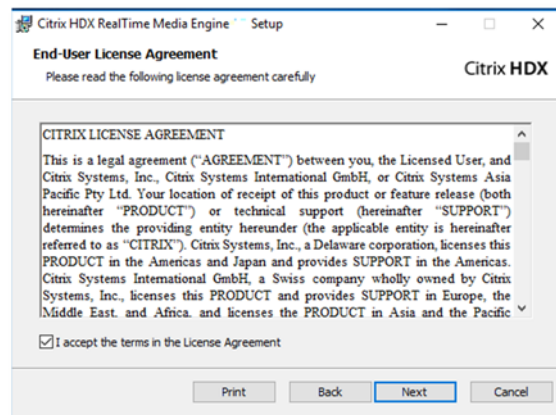 Citrix HDX RealTime Media Engine Setup
End-User License Agreement
Please read the following license agreement carefully
Citrix HDX
CITRIX LICENSE AGREEMENT
This is a legal agreement ("AGREEMENT") between you, the Licensed User, and
Citrix Systems, Inc., Citrix Systems International GmbH, or Citrix Systems Asia
Pacific Pty Ltd. Your location of receipt of this product or feature release (both
hereinafter "PRODUCT") or technical support (hereinafter "SUPPORT")
determines the providing entity hereunder (the applicable entity is hereinafter
referred to as "CITRIX"). Citrix Systems, Inc., a Delaware corporation, licenses this
PRODUCT in the Americas and Japan and provides SUPPORT in the Americas.
Citrix Systems International GmbH, a Swiss company wholly owned by Citrix
Systems, Inc., licenses this PRODUCT and provides SUPPORT in Europe, the
Middle East, and Africa, and licenses the PRODUCT in Asia and the Pacific
I accept the terms in the License Agreement
Print Back Next Cancel